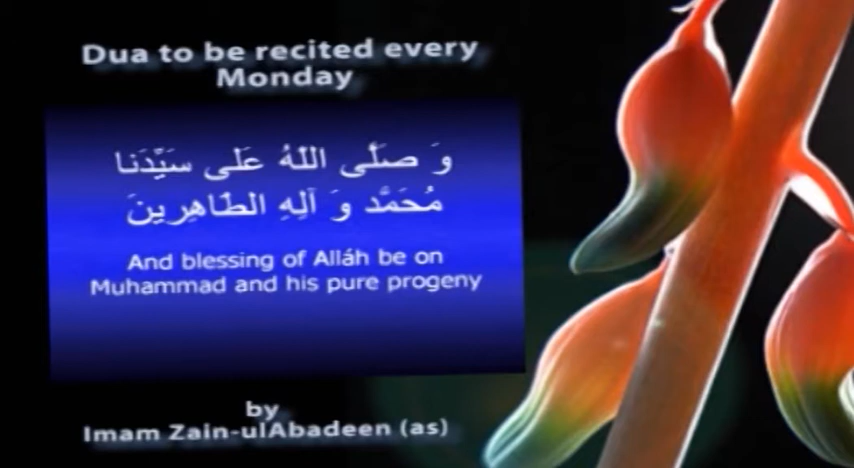 Dua to be recited every
Monday
وَ صَلَّى اللَّهُ عَلَى سَيِّدَنا
مُحَمَّد وَ آلِهِ الطَّاهِرِينَ
And blessing of Alláh be on
Muhammad and his pure progeny
by
Imam Zain-ulAbadeen (as)